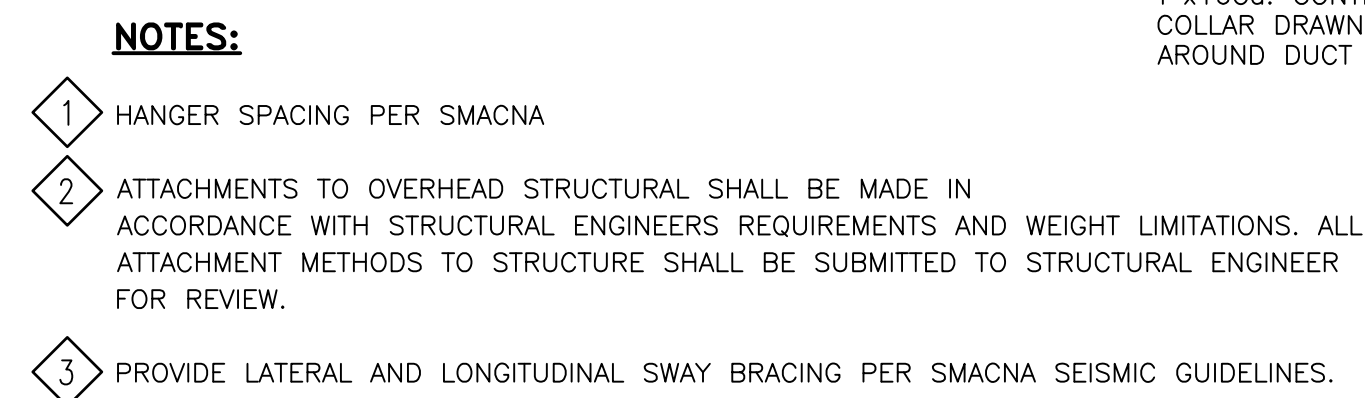 COLLAR DRAWN
AROUND DUCT
NOTES:
1 HANGER SPACING PER SMACNA
2 ATTACHMENTS TO OVERHEAD STRUCTURAL SHALL BE MADE IN
ACCORDANCE WITH STRUCTURAL ENGINEERS REQUIREMENTS AND WEIGHT LIMITATIONS. ALL
ATTACHMENT METHODS TO STRUCTURE SHALL BE SUBMITTED TO STRUCTURAL ENGINEER
FOR REVIEW.
3 PROVIDE LATERAL AND LONGITUDINAL SWAY BRACING PER SMACNA SEISMIC GUIDELINES.